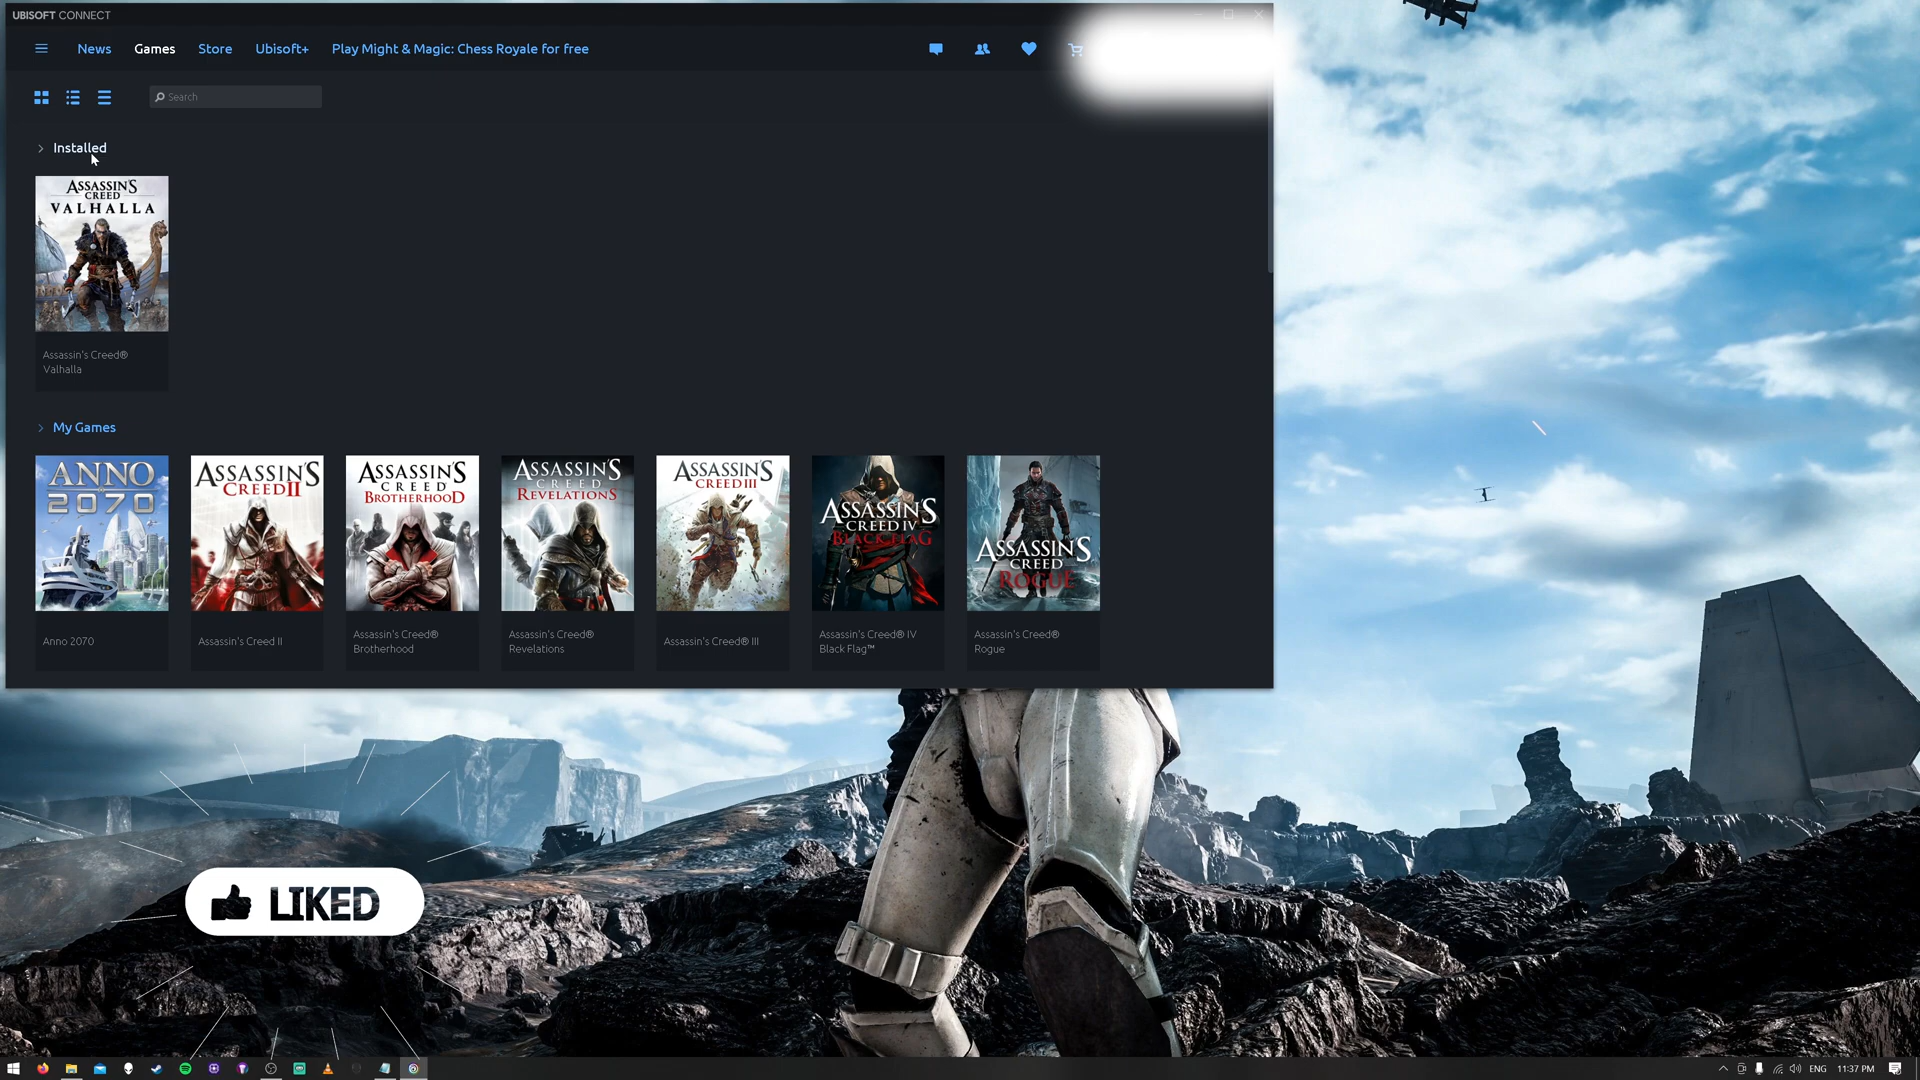 UBISOFT CONNECT
News Games Store Ubisoft+ Play Might & Magic: Chess Royale for free
Search
Installed
ASSASSIN'S
CREED
VALHALLA
Assassin's Creed®
Valhalla
My Games
ANNO
2070
ASSASSIN'S
CREED II
ASSASSIN'S
CREED
BROTHERHOOD
ASSASSIN'S
CREED
REVELATIONS
ASSASSIN'S
CREED III
ASSASSIN'S
CREED IV
BLACK FLAG
ASSASSIN'S
CREED
ROGUE
Anno 2070
Assassin's Creed II
Assassin's Creed®
Brotherhood
Assassin's Creed®
Revelations
Assassin's Creed® III
Assassin's Creed® IV
Black Flag™
Assassin's Creed®
Rogue
LIKED
ENG 11:37 PM